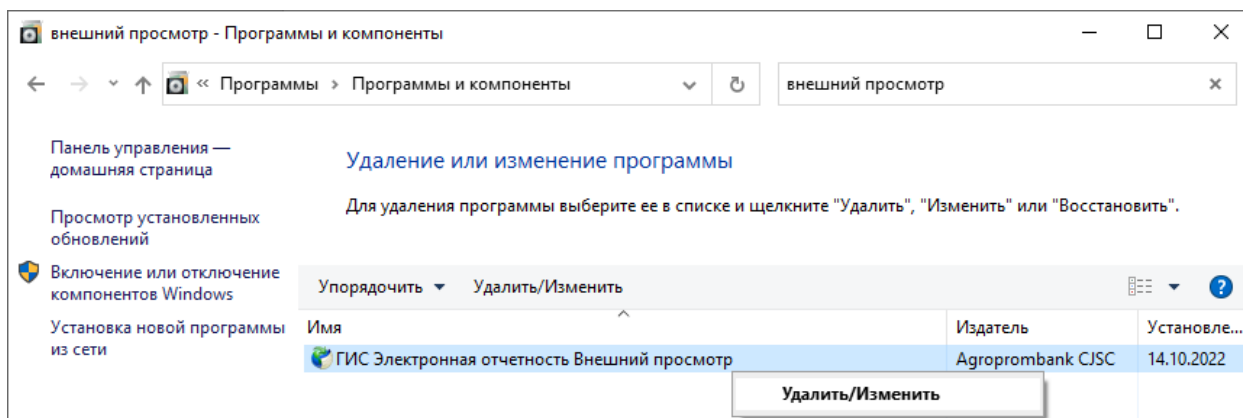 внешний просмотр - Программы и компоненты
« Программы › Программы и компоненты
внешний просмотр
Панель управления —
домашняя страница
Просмотр установленных
обновлений
Включение или отключение
компонентов Windows
Установка новой программы
из сети
Удаление или изменение программы
Для удаления программы выберите ее в списке и щелкните "Удалить", "Изменить" или "Восстановить".
Упорядочить Удалить/Изменить
Имя Издатель Установле...
ГИС Электронная отчетность Внешний просмотр Agroprombank CJSC 14.10.2022
Удалить/Изменить